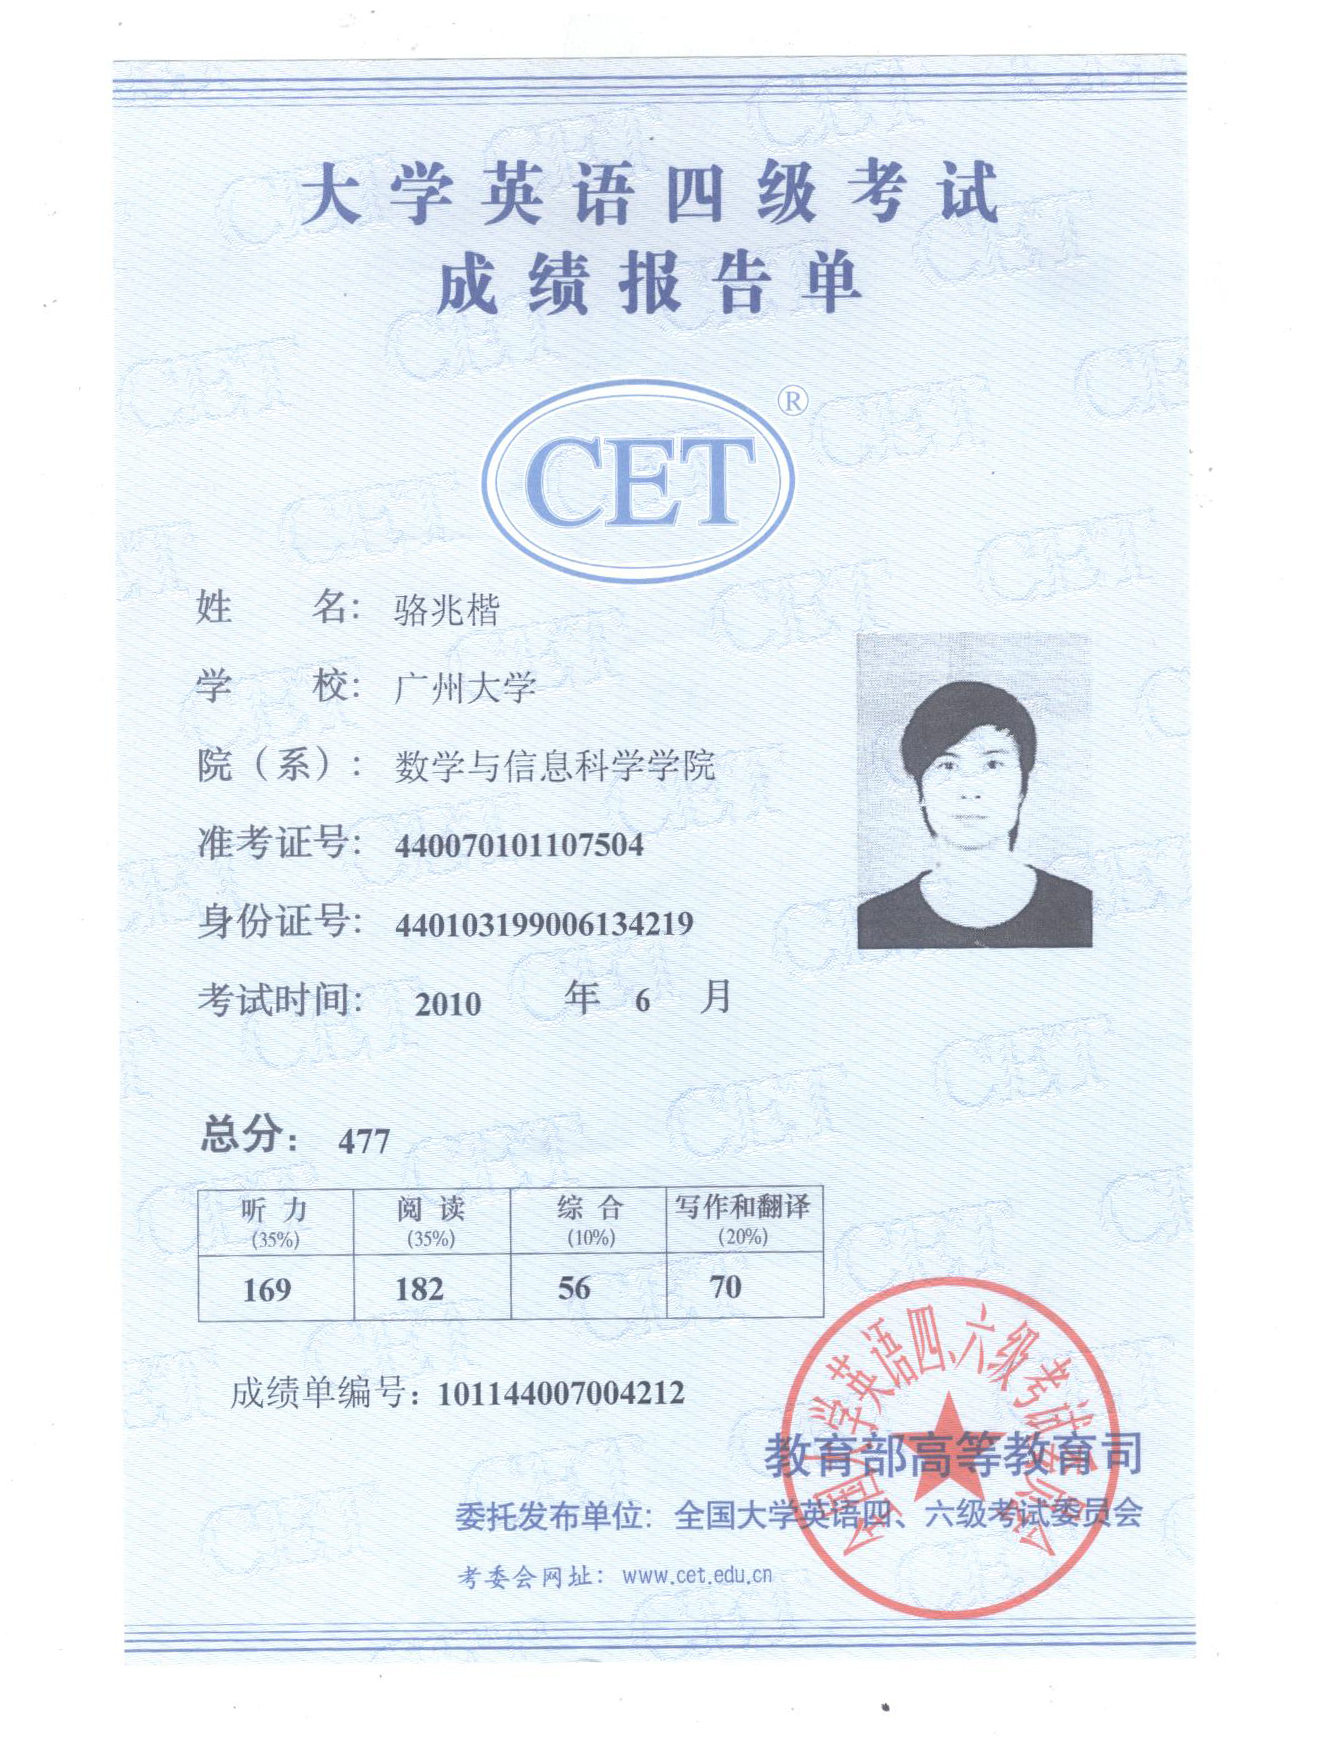 大学英语四级考试
成绩报告单
CET®
姓 名： 骆兆楷
学 校： 广州大学
院（系）： 数学与信息科学学院
准考证号： 440070101107504
身份证号： 440103199006134219
考试时间： 2010 年 6 月
总分： 477
听力 阅读 综合 写作和翻译
(35%) (35%) (10%) (20%)
169 182 56 70
成绩单编号：101144007004212
全国大学英语四、六级考试委员会
教育部高等教育司
委托发布单位：全国大学英语四、六级考试委员会
考委会网址：www.cet.edu.cn